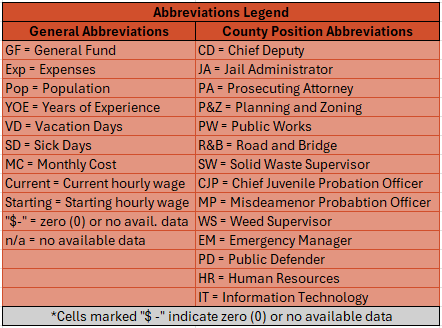 Abbreviations Legend
General Abbreviations County Position Abbreviations
GF = General Fund CD = Chief Deputy
Exp = Expenses JA = Jail Administrator
Pop = Population PA = Prosecuting Attorney
YOE = Years of Experience P&Z = Planning and Zoning
VD = Vacation Days PW = Public Works
SD = Sick Days R&B = Road and Bridge
MC = Monthly Cost SW = Solid Waste Supervisor
Current = Current hourly wage CJP = Chief Juvenile Probation Officer
Starting = Starting hourly wage MP = Misdeamenor Probabtion Officer
"$-" = zero (0) or no avail. data WS = Weed Supervisor
n/a = no available data EM = Emergency Manager
PD = Public Defender
HR = Human Resources
IT = Information Technology
*Cells marked "$ -" indicate zero (0) or no available data